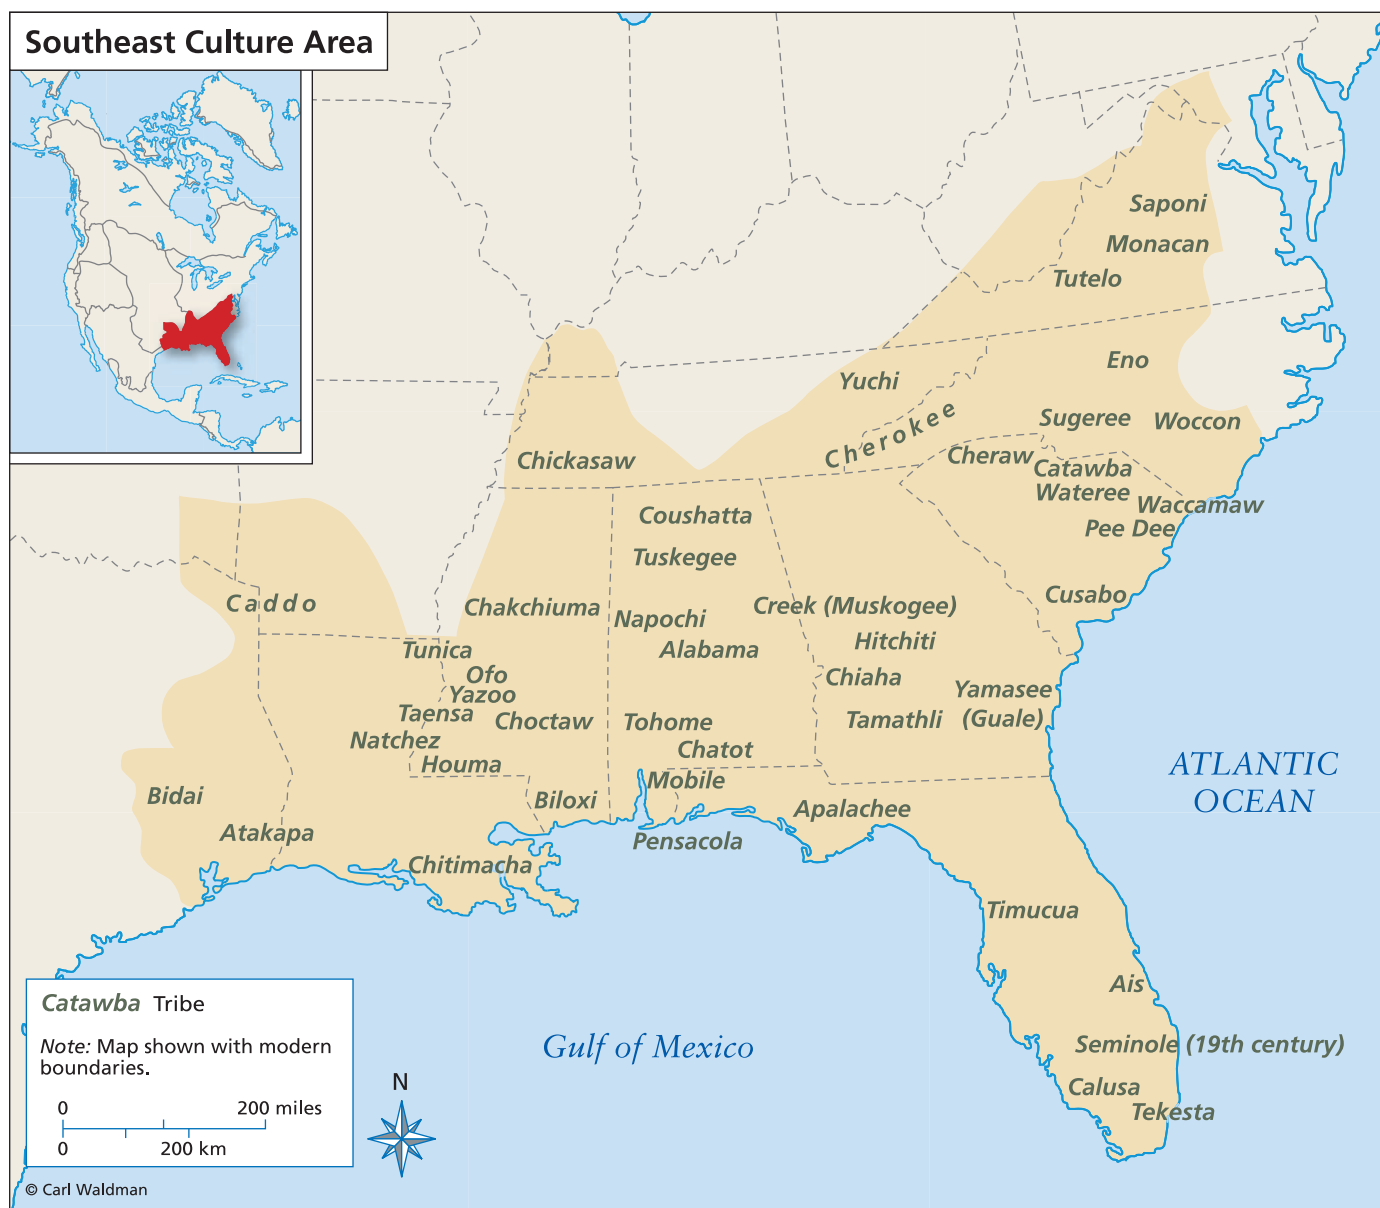 Southeast Culture Area
Saponi
Monacan
Tutelo
Eno
Yuchi
Cherokee
Sugeree
Woccon
Cheraw
Chickasaw
Catawba
Wateree
Waccamaw
Pee Dee
Coushatta
Tuskegee
Caddo
Chakchiuma
Napochi
Creek (Muskogee)
Cusabo
Tunica
Alabama
Hitchiti
Ofo
Yazoo
Chiaha
Yamasee
(Guale)
Taensa
Choctaw
Tohome
Tamathli
Natchez
Chatot
Houma
Mobile
ATLANTIC
OCEAN
Bidai
Biloxi
Apalachee
Atakapa
Pensacola
Chitimacha
Timucua
Ais
Seminole (19th century)
Gulf of Mexico
Calusa
Tekesta
Catawba Tribe
Note: Map shown with modern
boundaries.
0 200 miles
0 200 km
N
© Carl Waldman